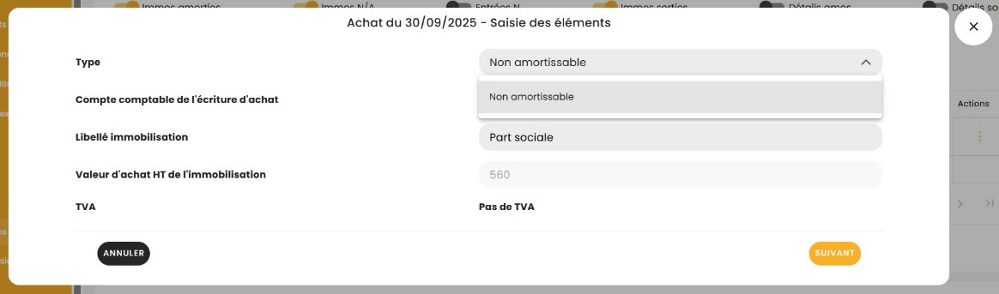 Immos amorties Immos N/A Entrées N Immos sorties Détails amos
Achat du 30/09/2025 - Saisie des éléments
Type Non amortissable
Non amortissable
Compte comptable de l'écriture d'achat
Actions
Libellé immobilisation Part sociale
Valeur d'achat HT de l'immobilisation 560
TVA Pas de TVA
ANNULER SUIVANT